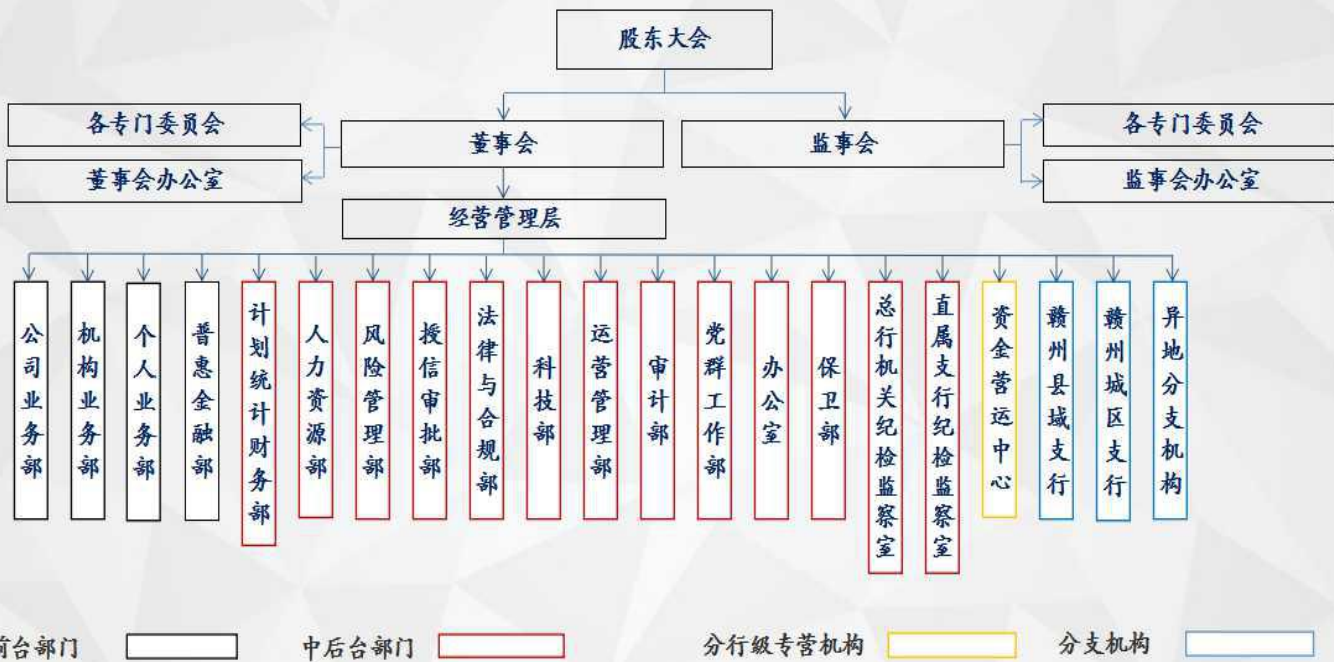 股东大会
各专门委员会
董事会
监事会
各专门委员会
董事会办公室
监事会办公室
经营管理层
公司业务部
机构业务部
个人业务部
普惠金融部
计划统计财务部
人力资源部
风险管理部
授信审批部
法律与合规部
科技部
运营管理部
审计部
党群工作部
办公室
保卫部
总行机关纪检监察室
直属支行纪检监察室
资金营运中心
赣州县域支行
赣州城区支行
异地分支机构
前台部门
中后台部门
分行级专营机构
分支机构